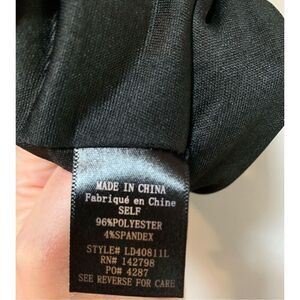 MADE IN CHINA
Fabriqué en Chine
SELF
96%POLYESTER
4%SPANDEX
STYLE# LD40811L
RN# 142798
PO# 4287
SEE REVERSE FOR CARE